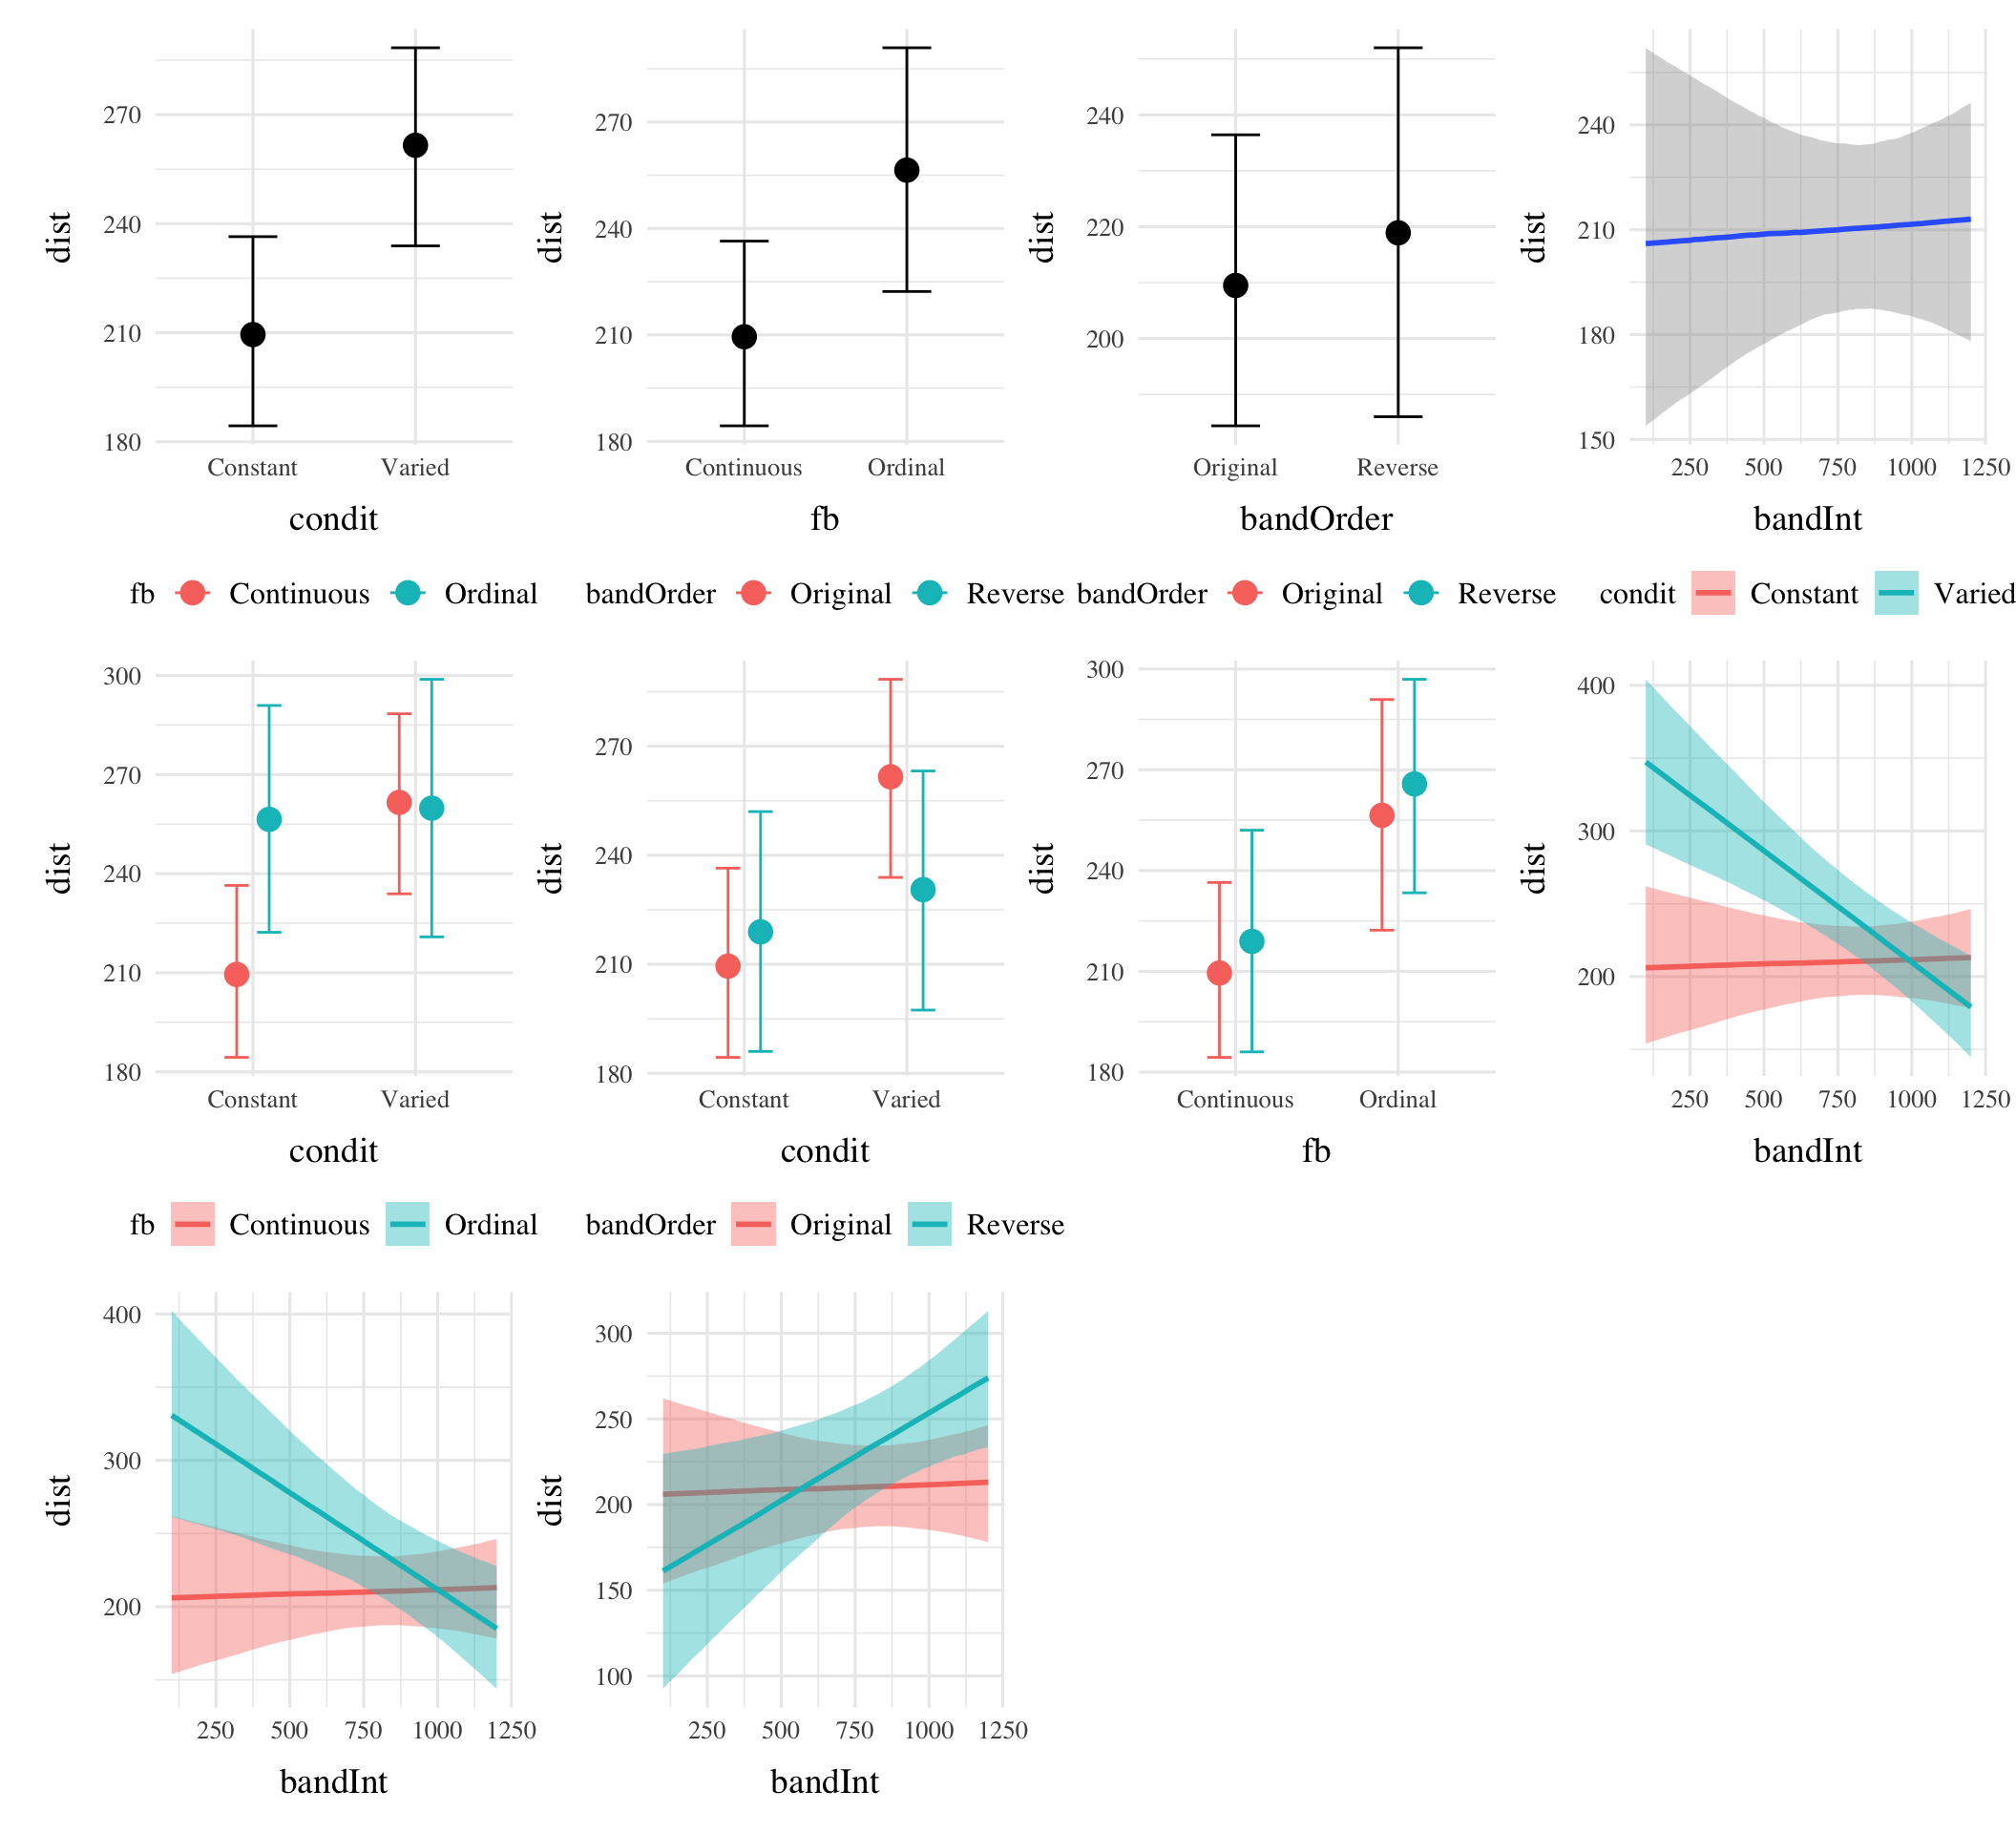 dist
270
240
210
180
Constant Varied
condit
dist
270
240
210
180
Continuous Ordinal
fb
dist
240
220
200
Original Reverse
bandOrder
dist
240
210
180
150
250 500 750 1000 1250
bandInt
fb Continuous Ordinal
dist
300
270
240
210
180
Constant Varied
condit
bandOrder Original Reverse
dist
270
240
210
180
Constant Varied
condit
bandOrder Original Reverse
dist
300
270
240
210
180
Continuous Ordinal
fb
condit Constant Varied
dist
400
300
200
250 500 750 1000 1250
bandInt
fb Continuous Ordinal
dist
400
300
200
250 500 750 1000 1250
bandInt
bandOrder Original Reverse
dist
300
250
200
150
100
250 500 750 1000 1250
bandInt